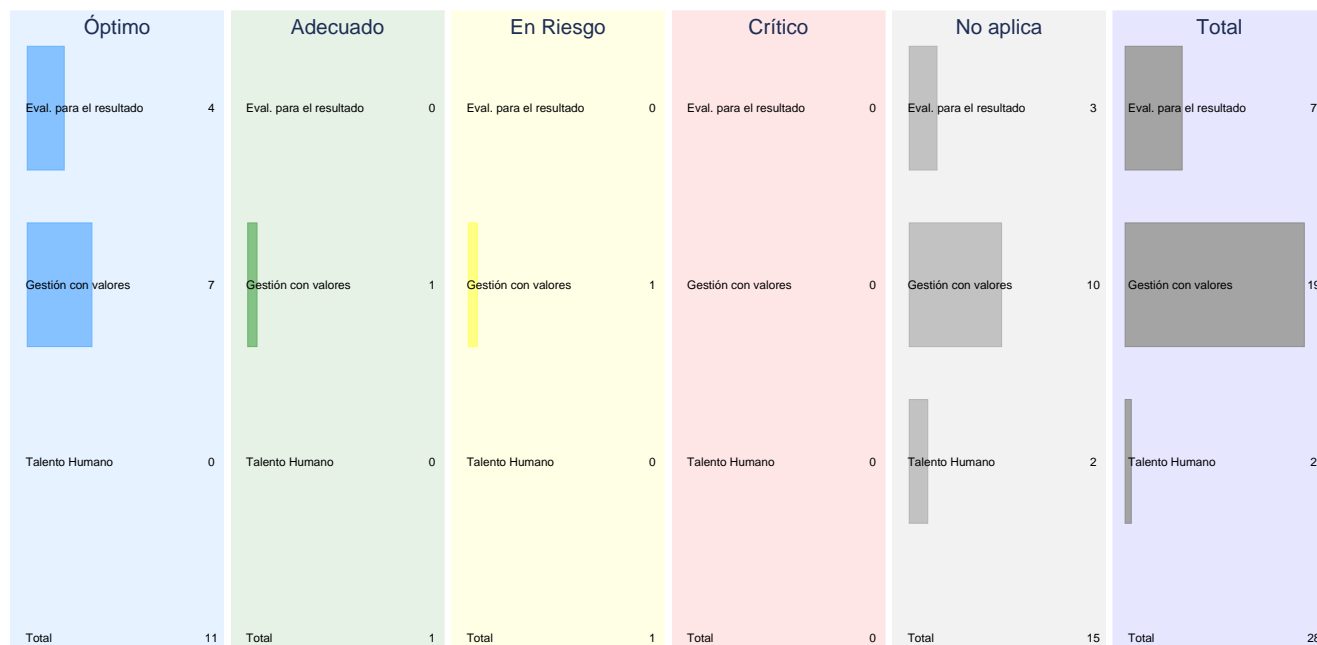 Óptimo Adecuado En Riesgo Crítico No aplica Total
Eval. para el resultado 4 Eval. para el resultado 0 Eval. para el resultado 0 Eval. para el resultado 0 Eval. para el resultado 3 Eval. para el resultado 7
Gestión con valores 7 Gestión con valores 1 Gestión con valores 1 Gestión con valores 0 Gestión con valores 10 Gestión con valores 19
Talento Humano 0 Talento Humano 0 Talento Humano 0 Talento Humano 0 Talento Humano 2 Talento Humano 2
Total 11 Total 1 Total 1 Total 0 Total 15 Total 28